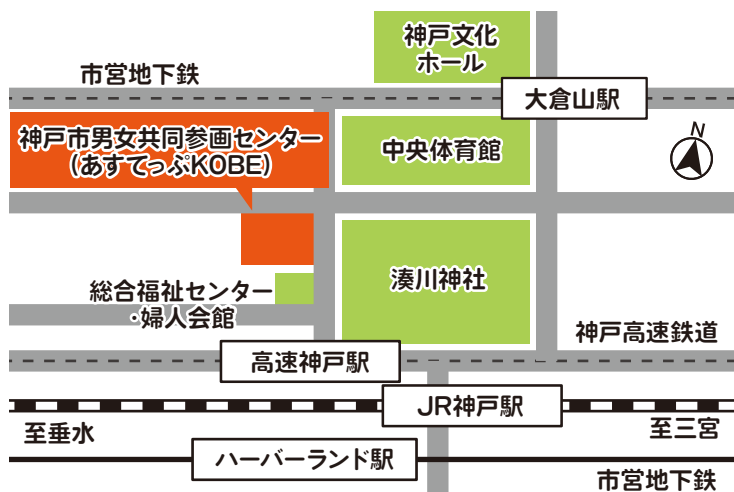 神戸文化
ホール
市営地下鉄
大倉山駅
神戸市男女共同参画センター
(あすてっぷKOBE)
中央体育館
N
湊川神社
総合福祉センター
・婦人会館
神戸高速鉄道
高速神戸駅
JR神戸駅
至垂水
至三宮
ハーバーランド駅
市営地下鉄